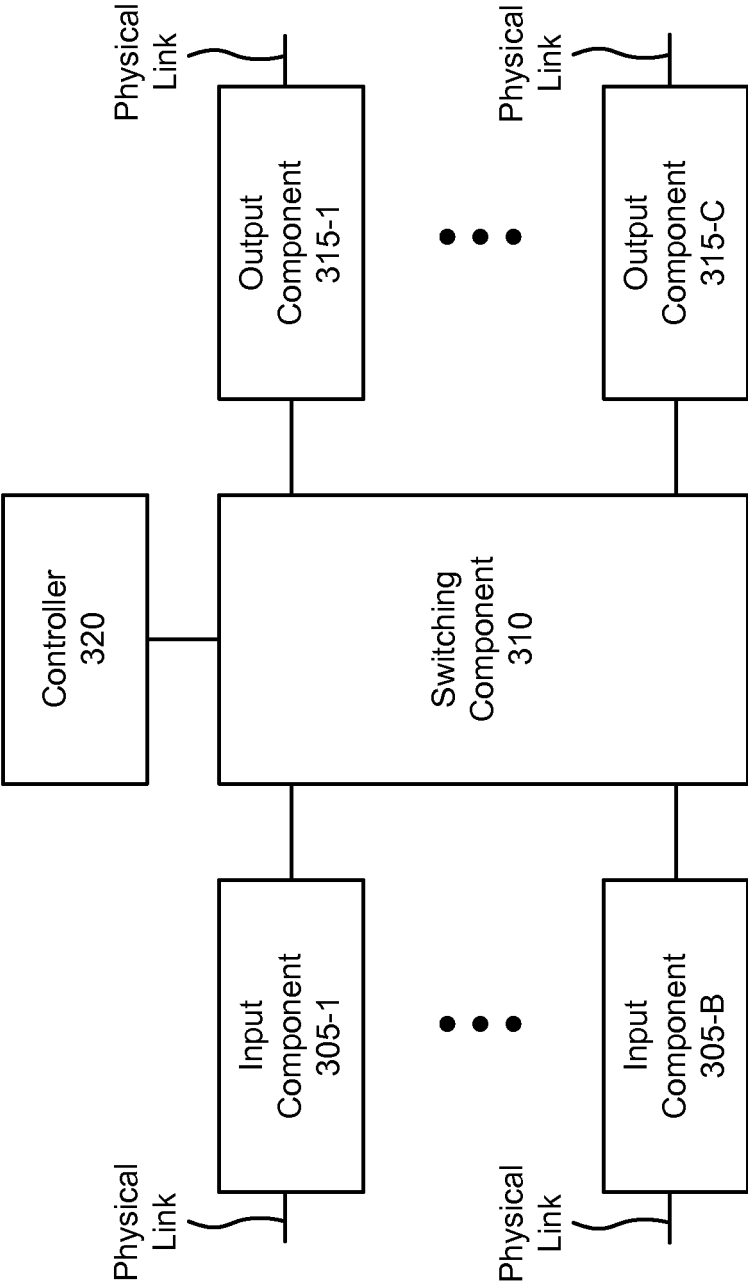 Controller
320
Physical
Link
Input
Component
305-1
Switching
Component
310
Output
Component
315-1
Physical
Link
Physical
Link
Input
Component
305-B
Output
Component
315-C
Physical
Link